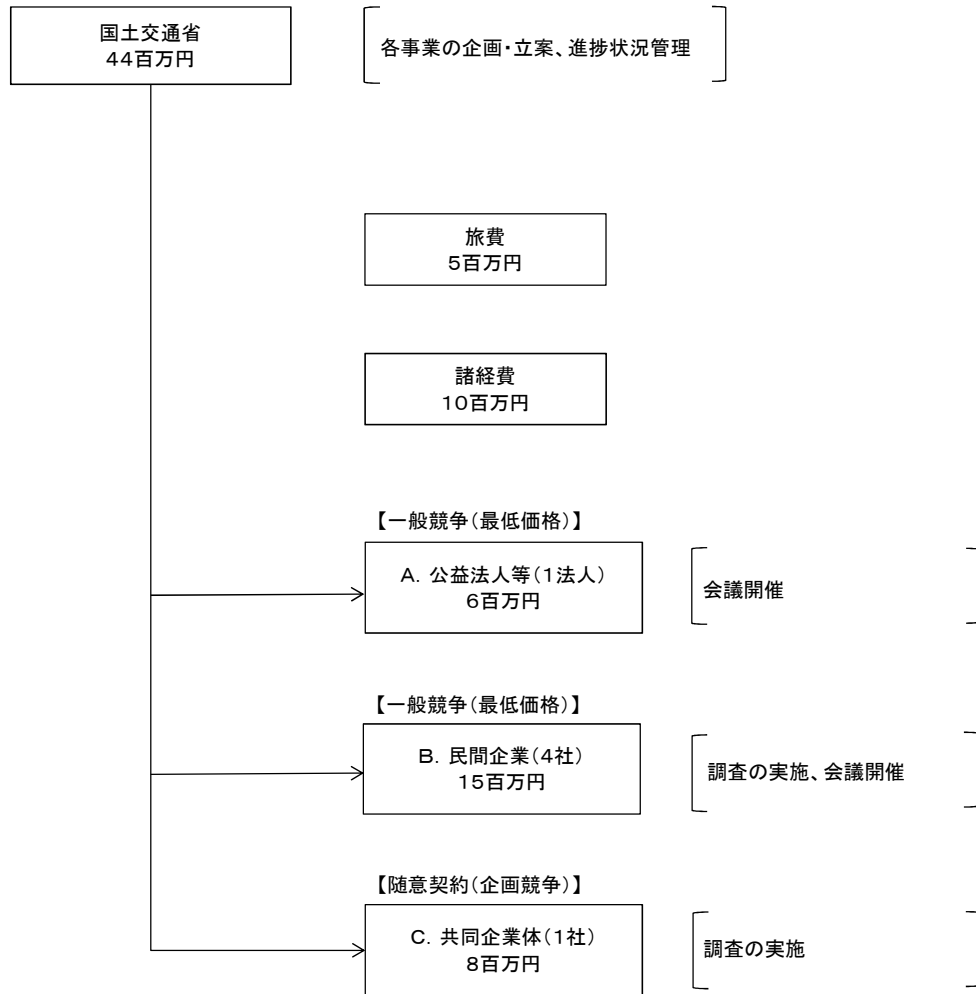 国土交通省
44百万円
各事業の企画・立案、進捗状況管理
旅費
5百万円
諸経費
10百万円
【一般競争（最低価格）】
A．公益法人等（1法人）
6百万円
会議開催
【一般競争（最低価格）】
B．民間企業（4社）
15百万円
調査の実施、会議開催
【随意契約（企画競争）】
C．共同企業体（1社）
8百万円
調査の実施